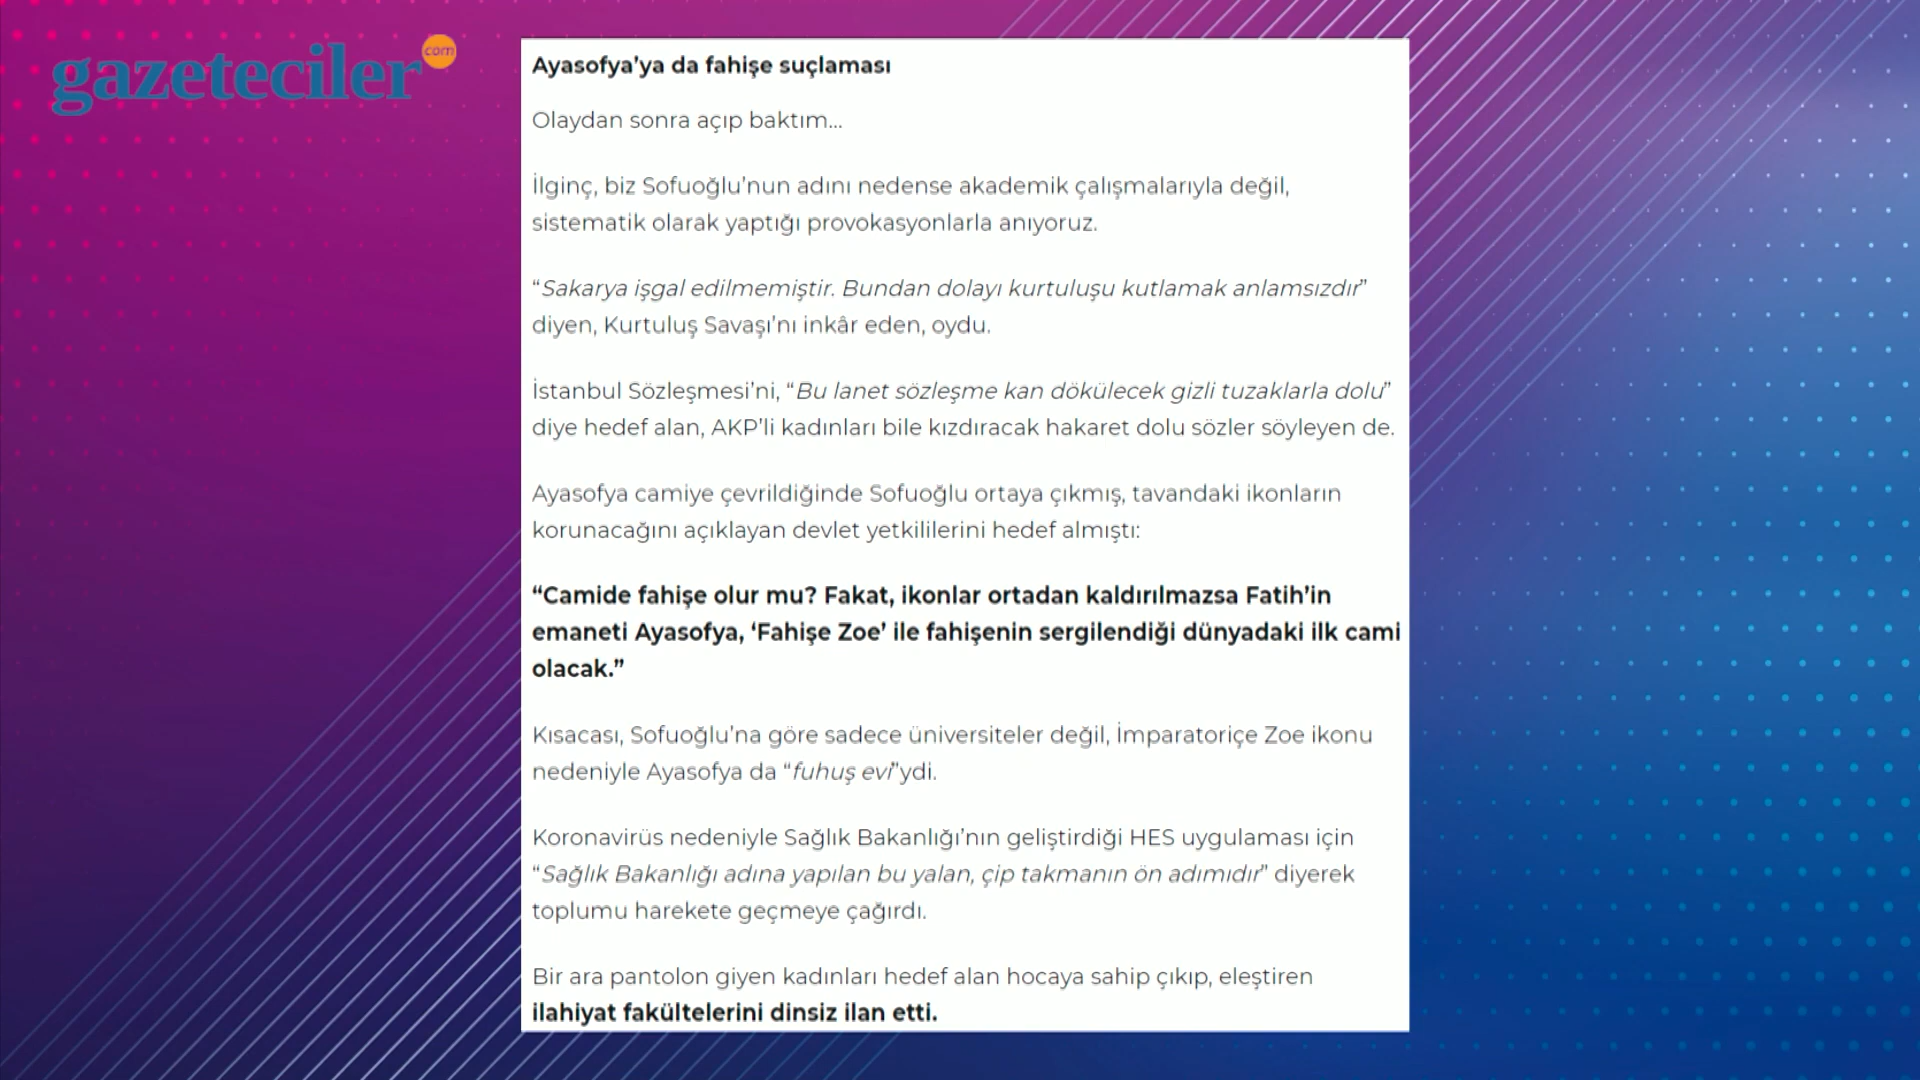 gazeteciler
com
Ayasofya’ya da fahişe suçlaması
Olaydan sonra açıp baktım...
İlginç, biz Sofuoğlu’nun adını nedense akademik çalışmalarıyla değil,
sistematik olarak yaptığı provokasyonlarla anıyoruz.
“Sakarya işgal edilmemiştir. Bundan dolayı kurtuluşu kutlamak anlamsızdır”
diyen, Kurtuluş Savaşı’nı inkâr eden, oydu.
İstanbul Sözleşmesi’ni, “Bu lanet sözleşme kan dökülecek gizli tuzaklarla dolu”
diye hedef alan, AKP’li kadınları bile kızdıracak hakaret dolu sözler söyleyen de.
Ayasofya camiye çevrildiğinde Sofuoğlu ortaya çıkmış, tavandaki ikonların
korunacağını açıklayan devlet yetkililerini hedef almıştı:
“Camide fahişe olur mu? Fakat, ikonlar ortadan kaldırılmazsa Fatih’in
emaneti Ayasofya, ‘Fahişe Zoe’ ile fahişenin sergilendiği dünyadaki ilk cami
olacak.”
Kısacası, Sofuoğlu’na göre sadece üniversiteler değil, İmparatoriçe Zoe ikonu
nedeniyle Ayasofya da “fuhuş evi”ydi.
Koronavirüs nedeniyle Sağlık Bakanlığı’nın geliştirdiği HES uygulaması için
“Sağlık Bakanlığı adına yapılan bu yalan, çip takmanın ön adımıdır” diyerek
toplumu harekete geçmeye çağırdı.
Bir ara pantolon giyen kadınları hedef alan hocaya sahip çıkıp, eleştiren
ilahiyat fakültelerini dinsiz ilan etti.